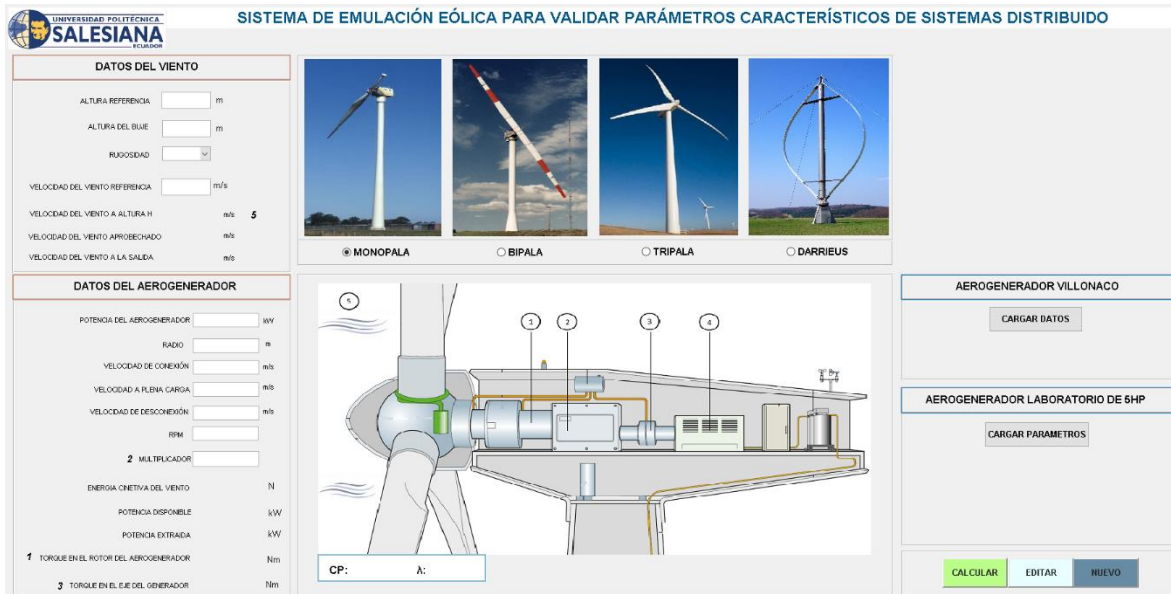 UNIVERSIDAD POLITÉCNICA
SALESIANA
ECUADOR
SISTEMA DE EMULACIÓN EÓLICA PARA VALIDAR PARÁMETROS CARACTERÍSTICOS DE SISTEMAS DISTRIBUIDO
DATOS DEL VIENTO
ALTURA REFERENCIA m
ALTURA DEL BUJE m
RUGOSIDAD
VELOCIDAD DEL VIENTO REFERENCIA m/s
VELOCIDAD DEL VIENTO A ALTURA H m/s 5
VELOCIDAD DEL VIENTO APROBECHADO m/s
VELOCIDAD DEL VIENTO A LA SALIDA m/s
MONOPALA BIPALA TRIPALA DARRIEUS
DATOS DEL AEROGENERADOR
POTENCIA DEL AEROGENERADOR kW
RADIO m
VELOCIDAD DE CONEXIÓN m/s
VELOCIDAD A PLENA CARGA m/s
VELOCIDAD DE DESCONEXIÓN m/s
RPM
2 MULTIPLICADOR
ENERGIA CINETIVA DEL VIENTO N
POTENCIA DISPONIBLE kW
POTENCIA EXTRAIDA kW
1 TORQUE EN EL ROTOR DEL AEROGENERADOR Nm
3 TORQUE EN EL EJE DEL GENERADOR Nm
5
1 2 3 4
CP: λ:
AEROGENERADOR VILLONACO
CARGAR DATOS
AEROGENERADOR LABORATORIO DE 5HP
CARGAR PARAMETROS
CALCULAR EDITAR NUEVO